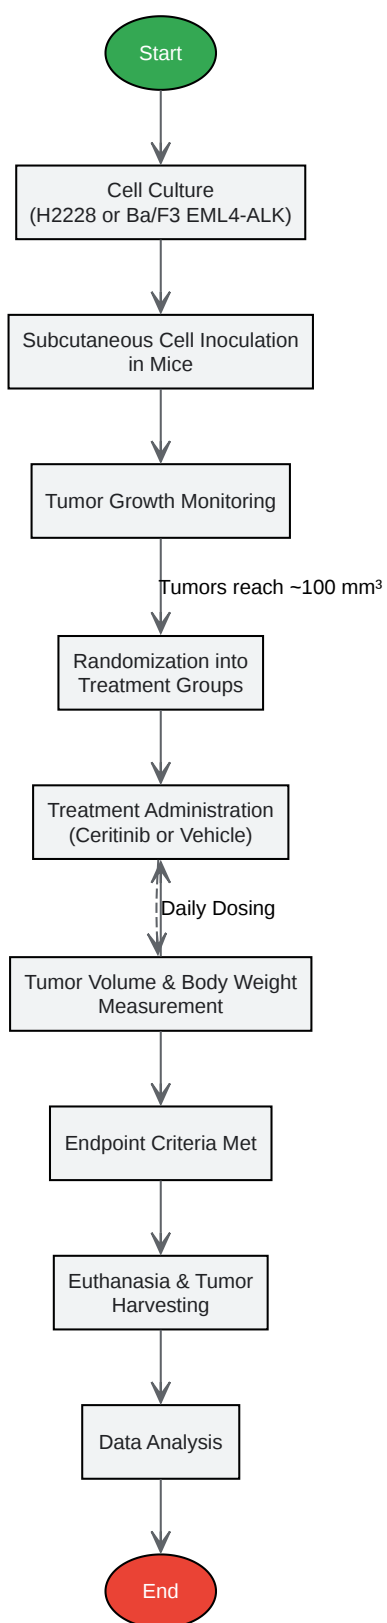 Start
Cell Culture
(H2228 or Ba/F3 EML4-ALK)
Subcutaneous Cell Inoculation
in Mice
Tumor Growth Monitoring
Tumors reach ~100 mm³
Randomization into
Treatment Groups
Treatment Administration
(Ceritinib or Vehicle)
Daily Dosing
Tumor Volume & Body Weight
Measurement
Endpoint Criteria Met
Euthanasia & Tumor
Harvesting
Data Analysis
End